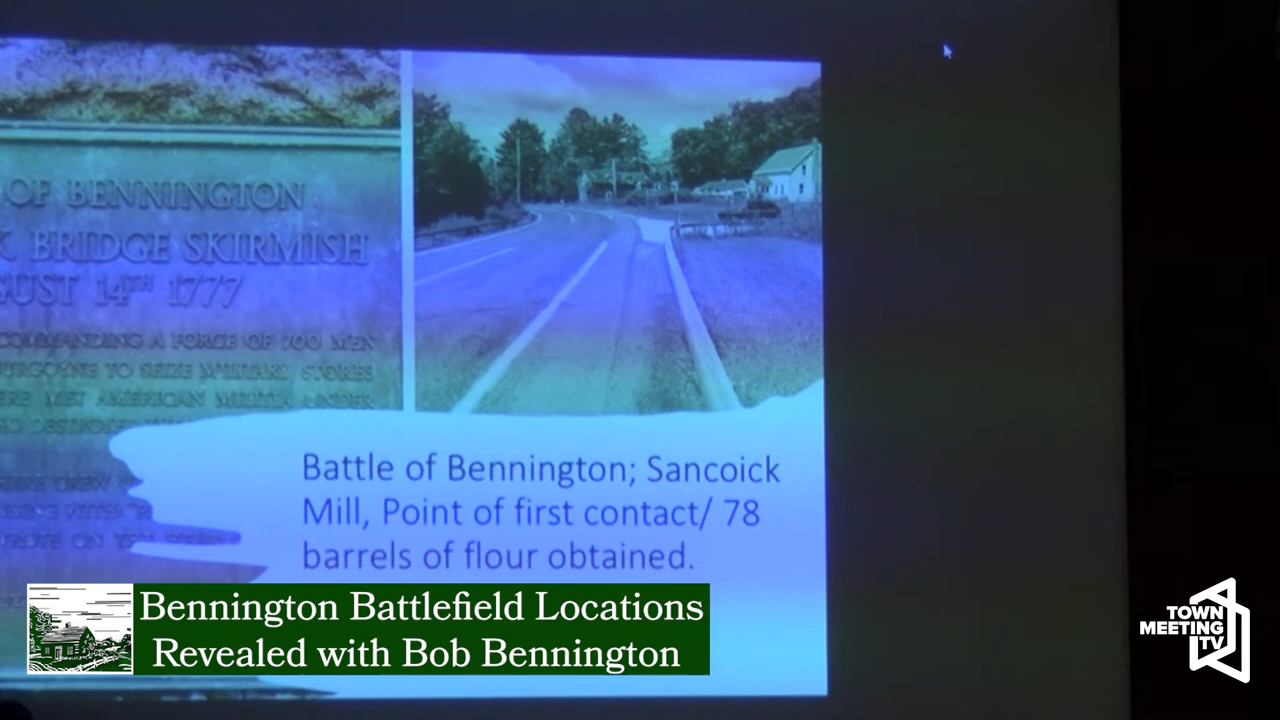 OF BENNINGTON
BRIDGE SKIRMISH
14TH 1777
COMMANDING A FORCE OF 700 MEN
TO SEIZE MILITARY STORES
MET AMERICAN MILITIA UNDER
Battle of Bennington; Sancoick
Mill, Point of first contact/ 78
barrels of flour obtained.
Bennington Battlefield Locations
Revealed with Bob Bennington
TOWN
MEETING
TV